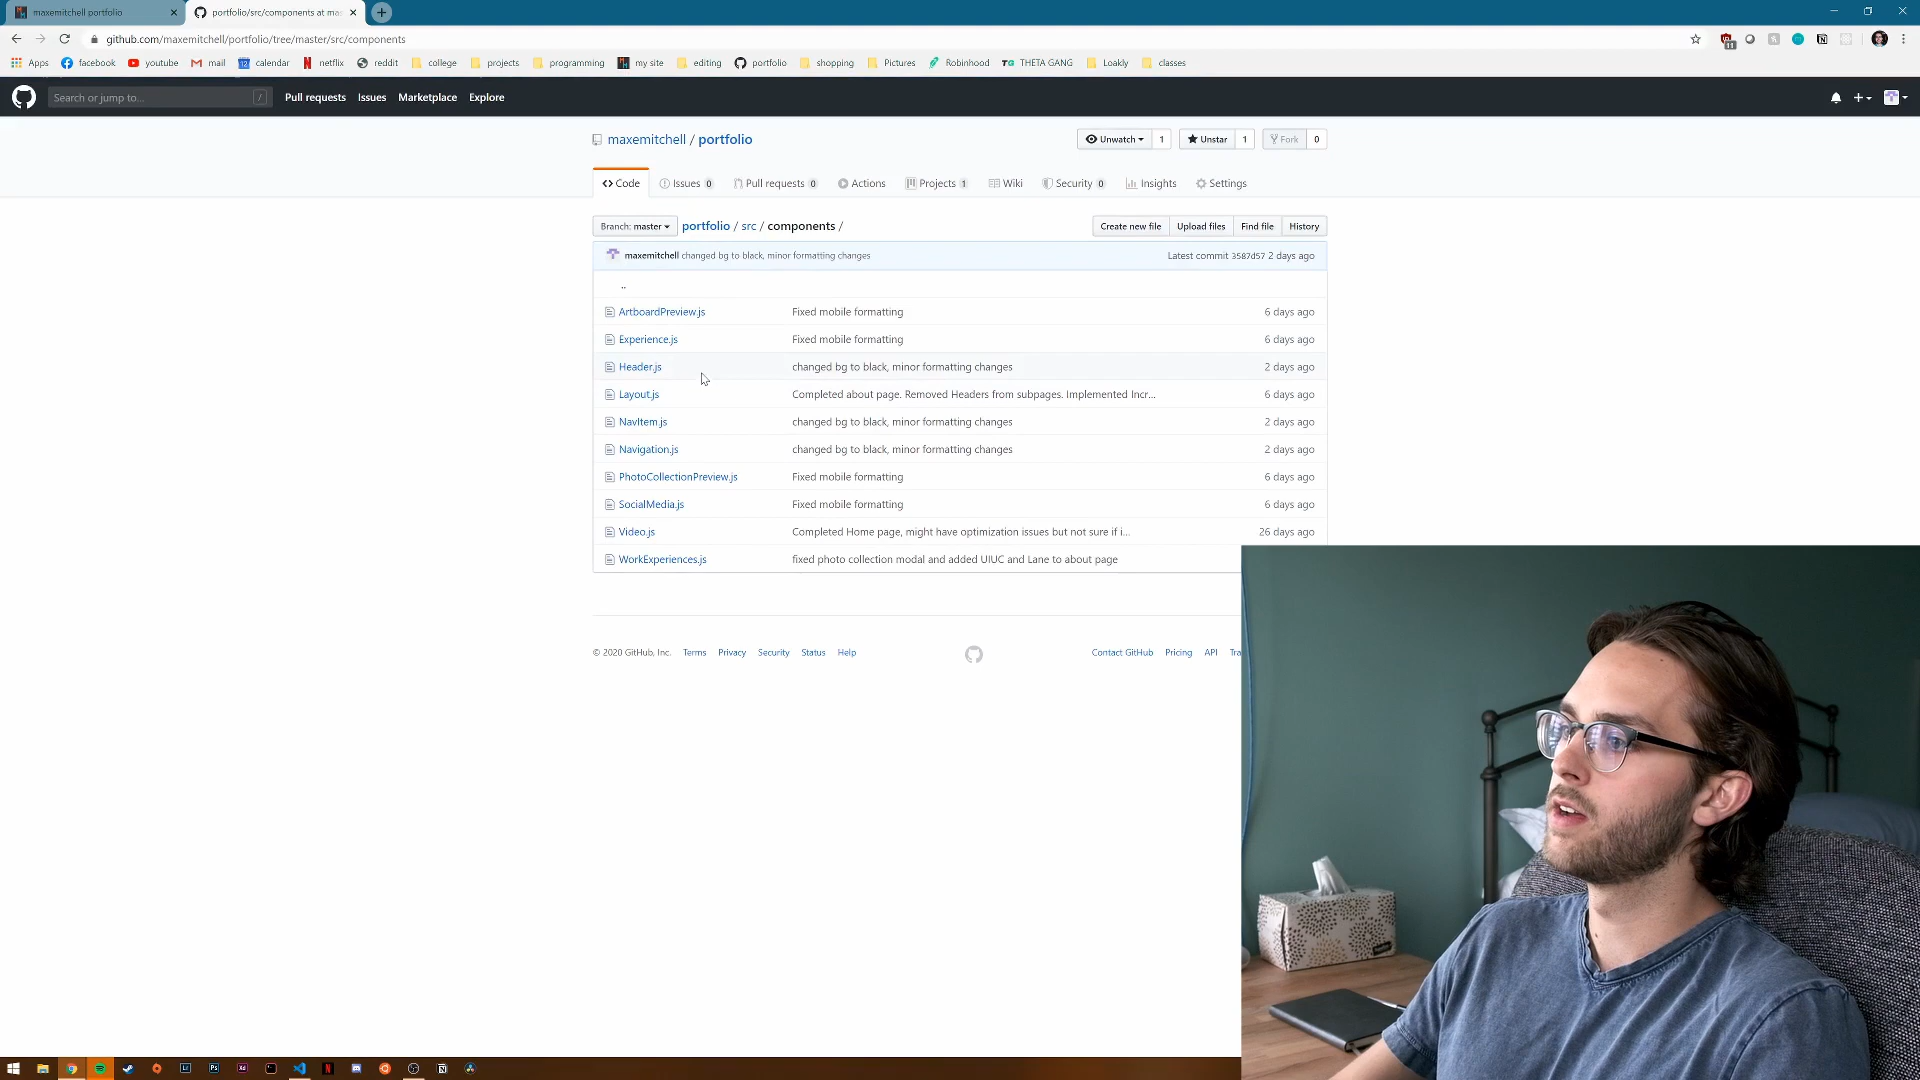 maxemitchell portfolio
portfolio/src/components at ma
github.com/maxemitchell/portfolio/tree/master/src/components
11
Apps facebook youtube mail calendar netflix reddit college projects programming my site editing portfolio shopping Pictures Robinhood TG THETA GANG Loakly classes
Search or jump to... / Pull requests Issues Marketplace Explore
maxemitchell / portfolio
Unwatch 1 Unstar 1 Fork 0
Code Issues 0 Pull requests 0 Actions Projects 1 Wiki Security 0 Insights Settings
Branch: master portfolio / src / components / Create new file Upload files Find file History
maxemitchell changed bg to black, minor formatting changes Latest commit 3587d57 2 days ago
..
ArtboardPreview.js Fixed mobile formatting 6 days ago
Experience.js Fixed mobile formatting 6 days ago
Header.js changed bg to black, minor formatting changes 2 days ago
Layout.js Completed about page. Removed Headers from subpages. Implemented Incr... 6 days ago
NavItem.js changed bg to black, minor formatting changes 2 days ago
Navigation.js changed bg to black, minor formatting changes 2 days ago
PhotoCollectionPreview.js Fixed mobile formatting 6 days ago
SocialMedia.js Fixed mobile formatting 6 days ago
Video.js Completed Home page, might have optimization issues but not sure if i... 26 days ago
WorkExperiences.js fixed photo collection modal and added UIUC and Lane to about page
© 2020 GitHub, Inc. Terms Privacy Security Status Help Contact GitHub Pricing API Tra